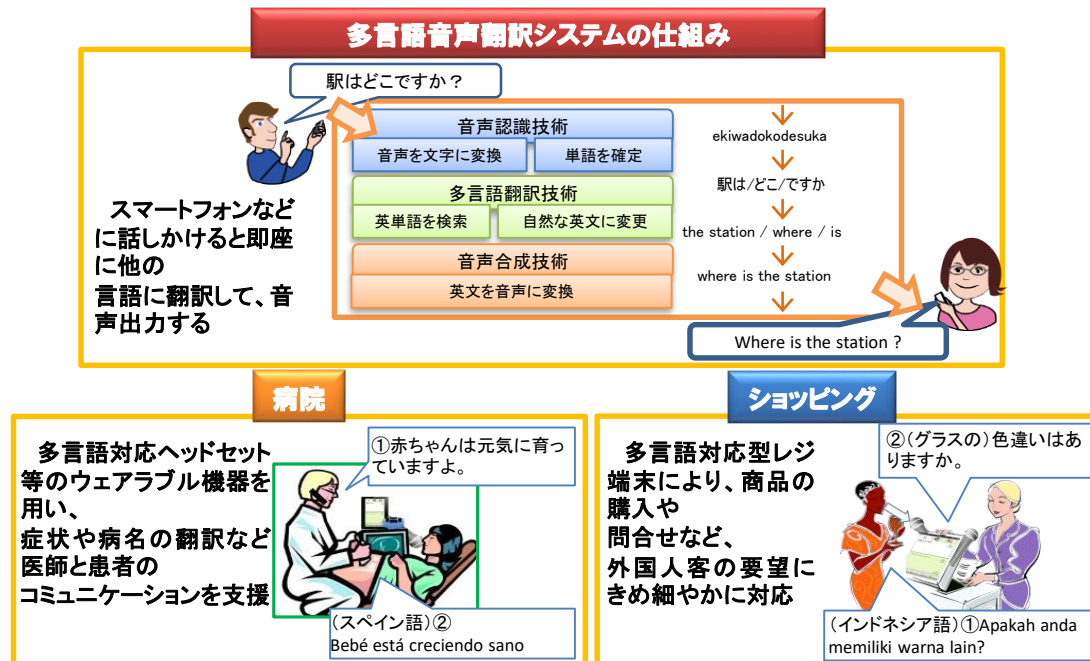 多言語音声翻訳システムの仕組み
駅はどこですか？
音声認識技術
音声を文字に変換
単語を確定
多言語翻訳技術
英単語を検索
自然な英文に変更
音声合成技術
英文を音声に変換
ekiwadokodesuka
駅は/どこ/ですか
the station / where / is
where is the station
Where is the station ?
スマートフォンなど
に話しかけると即座
に他の
言語に翻訳して、音
声出力する
病院
多言語対応ヘッドセット
等のウェアラブル機器を
用い、
症状や病名の翻訳など
医師と患者の
コミュニケーションを支援
①赤ちゃんは元気に育っ
ていますよ。
(スペイン語)②
Bebé está creciendo sano
ショッピング
多言語対応型レジ
端末により、商品の
購入や
問合せなど、
外国人客の要望に
きめ細やかに対応
②(グラスの)色違いはあ
りますか。
(インドネシア語)①Apakah anda
memiliki warna lain?